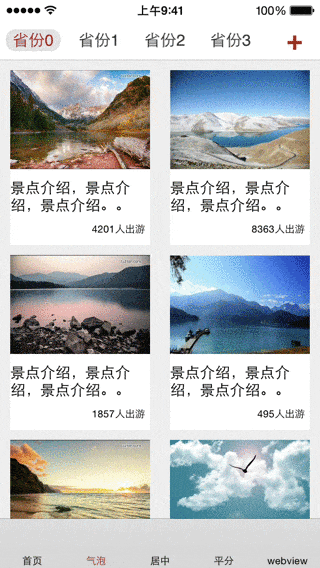 上午9:41
100%
省份0 省份1 省份2 省份3 +
景点介绍，景点介
绍，景点介绍。。
4201人出游
景点介绍，景点介
绍，景点介绍。。
8363人出游
景点介绍，景点介
绍，景点介绍。。
1857人出游
景点介绍，景点介
绍，景点介绍。。
495人出游
首页 气泡 居中 平分 webview